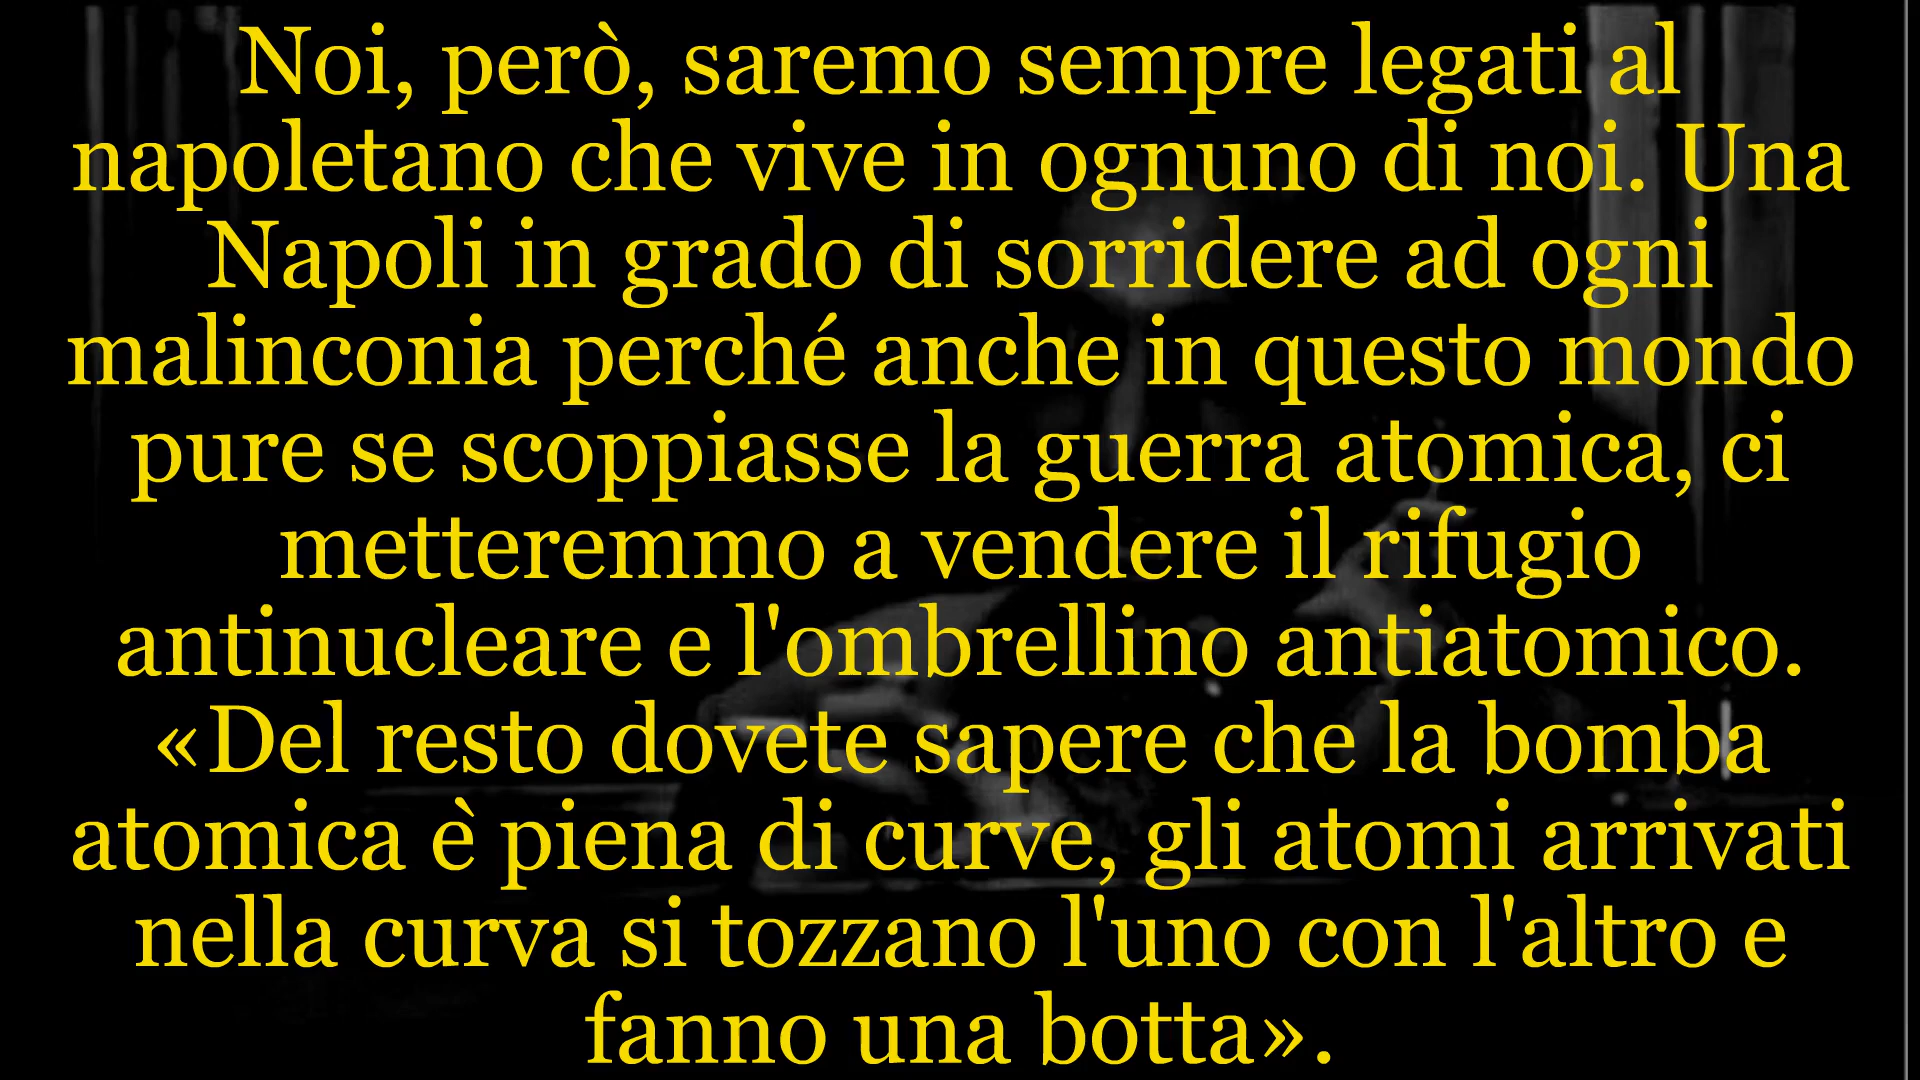 Noi, però, saremo sempre legati al
napoletano che vive in ognuno di noi. Una
Napoli in grado di sorridere ad ogni
malinconia perché anche in questo mondo
pure se scoppiasse la guerra atomica, ci
metteremmo a vendere il rifugio
antinucleare e l'ombrellino antiatomico.
«Del resto dovete sapere che la bomba
atomica è piena di curve, gli atomi arrivati
nella curva si tozzano l'uno con l'altro e
fanno una botta».